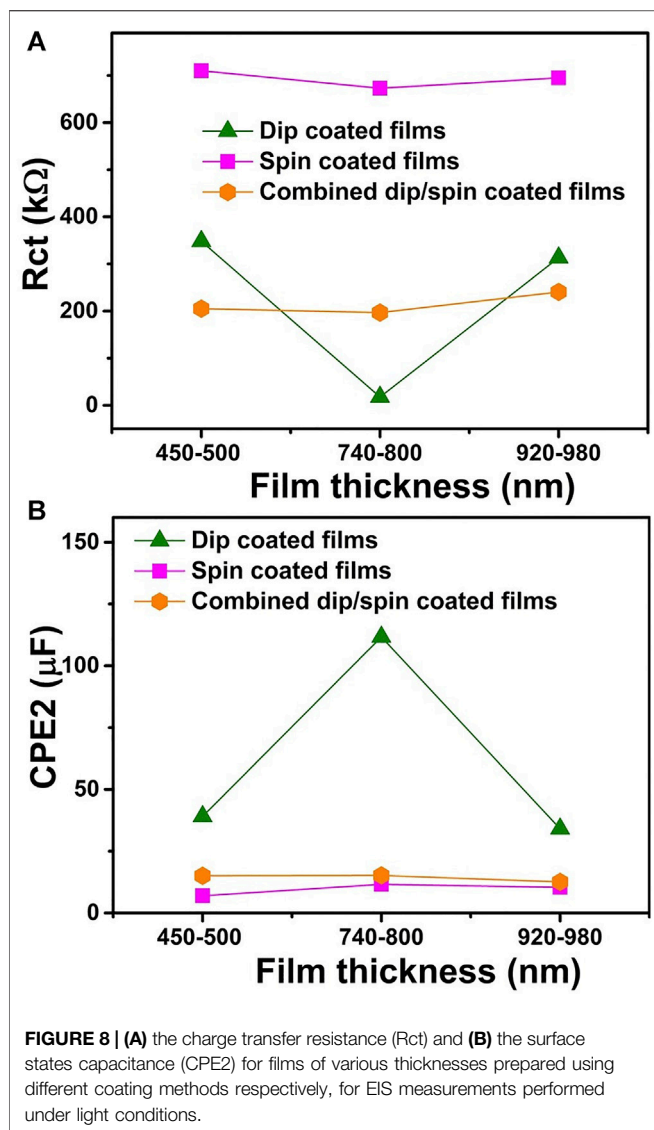 A
600
400
200
0
Rct (kΩ)
Dip coated films
Spin coated films
Combined dip/spin coated films
450-500 740-800 920-980
Film thickness (nm)
B
150
100
50
0
CPE2 (μF)
Dip coated films
Spin coated films
Combined dip/spin coated films
450-500 740-800 920-980
Film thickness (nm)
FIGURE 8 | (A) the charge transfer resistance (Rct) and (B) the surface
states capacitance (CPE2) for films of various thicknesses prepared using
different coating methods respectively, for EIS measurements performed
under light conditions.